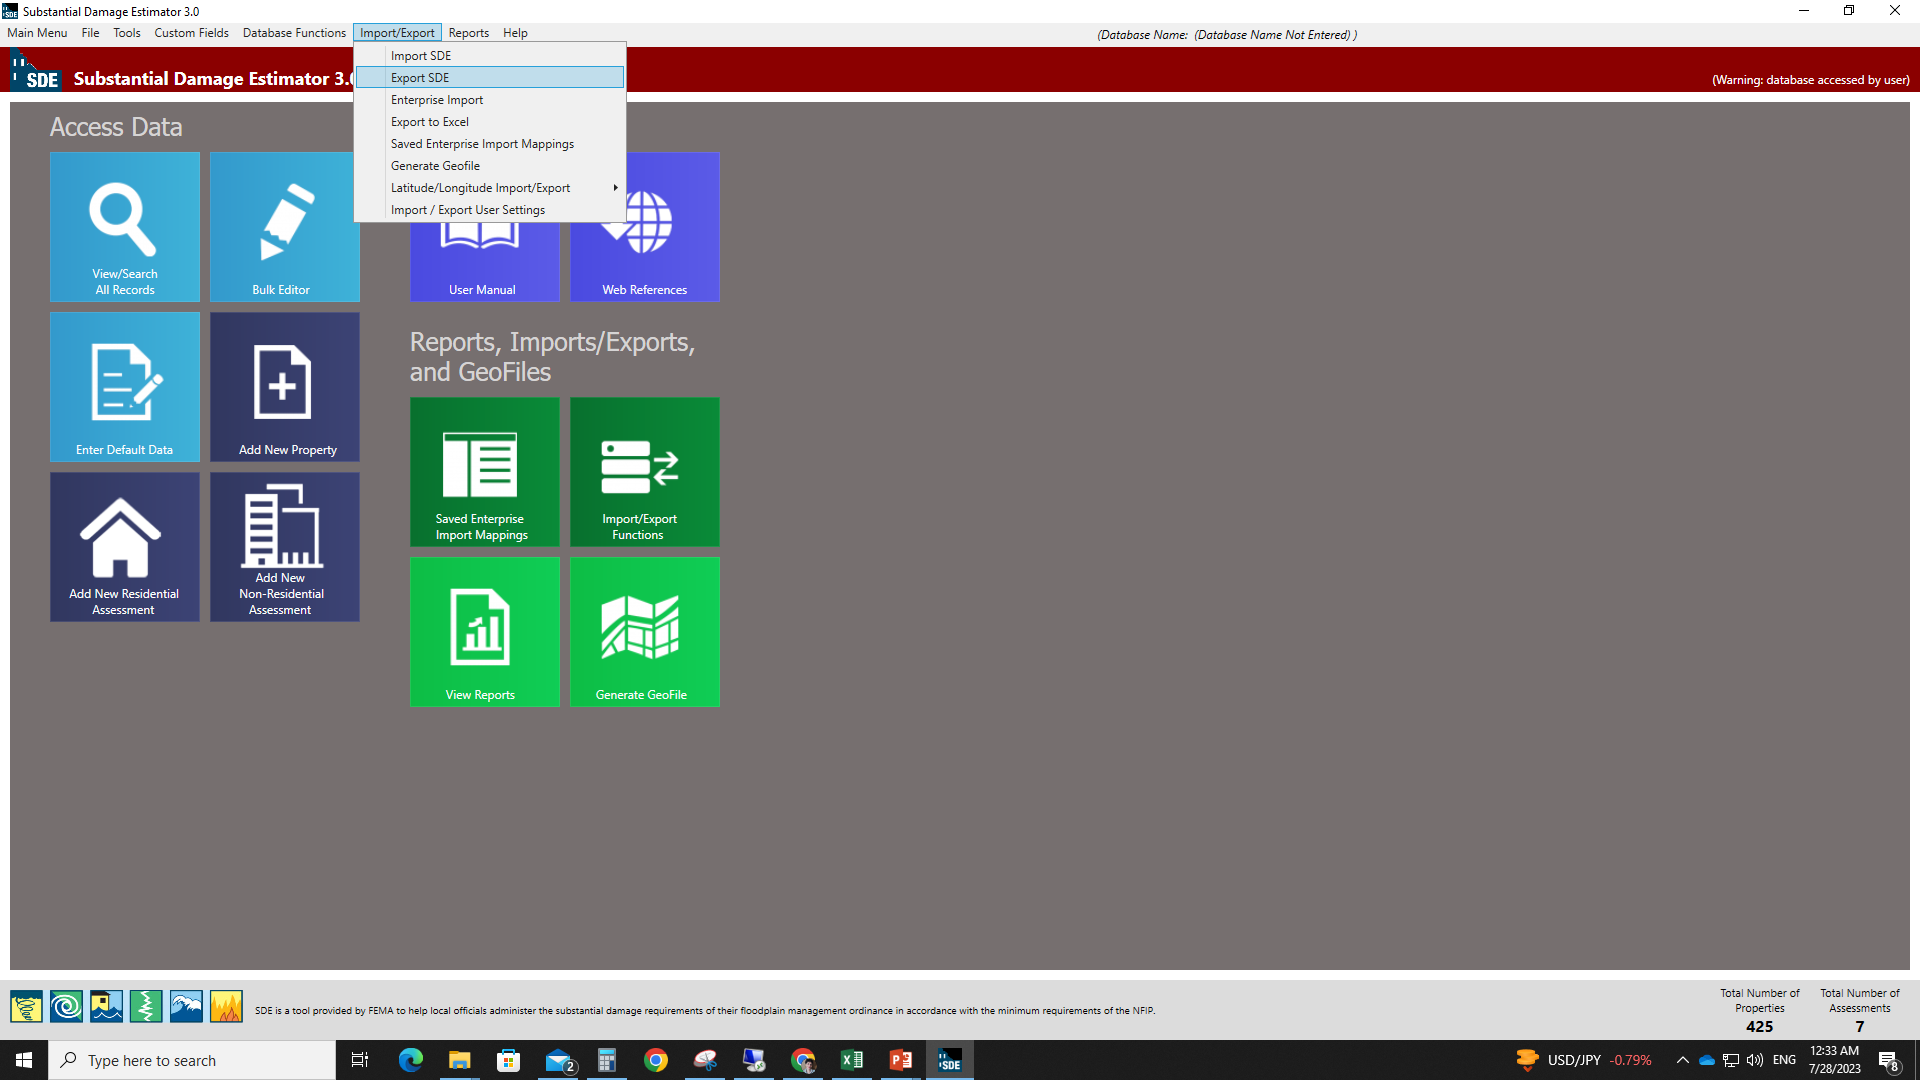 Substantial Damage Estimator 3.0
Main Menu File Tools Custom Fields Database Functions Import/Export Reports Help
(Database Name: (Database Name Not Entered) )
SDE Substantial Damage Estimator 3.0
(Warning: database accessed by user)
Import SDE
Export SDE
Enterprise Import
Export to Excel
Saved Enterprise Import Mappings
Generate Geofile
Latitude/Longitude Import/Export
Import / Export User Settings
Access Data
View/Search
All Records
Bulk Editor
User Manual
Web References
Enter Default Data
Add New Property
Add New Residential
Assessment
Add New
Non-Residential
Assessment
Reports, Imports/Exports,
and GeoFiles
Saved Enterprise
Import Mappings
Import/Export
Functions
View Reports
Generate GeoFile
SDE is a tool provided by FEMA to help local officials administer the substantial damage requirements of their floodplain management ordinance in accordance with the minimum requirements of the NFIP.
Total Number of
Properties
425
Total Number of
Assessments
7
Type here to search
2
SDE
USD/JPY -0.79%
ENG
12:33 AM
7/28/2023
8